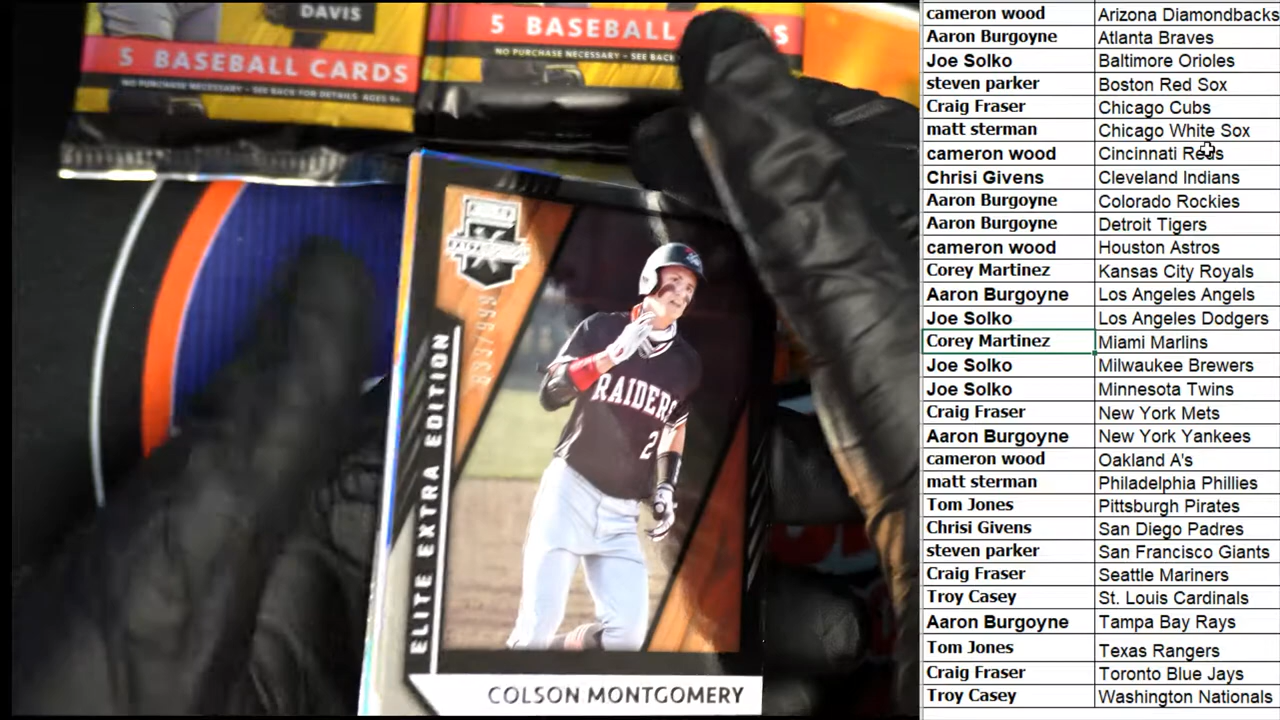 DAVIS
5 BASEBALL CARDS
NO PURCHASE NECESSARY - SEE BACK FOR DETAILS AGES 9+
5 BASEBALL
NO PURCHASE NECESSARY - SEE BACK
ELITE EXTRA EDITION
RAIDERS
2
COLSON MONTGOMERY
cameron wood Arizona Diamondbacks
Aaron Burgoyne Atlanta Braves
Joe Solko Baltimore Orioles
steven parker Boston Red Sox
Craig Fraser Chicago Cubs
matt sterman Chicago White Sox
cameron wood Cincinnati Reds
Chrisi Givens Cleveland Indians
Aaron Burgoyne Colorado Rockies
Aaron Burgoyne Detroit Tigers
cameron wood Houston Astros
Corey Martinez Kansas City Royals
Aaron Burgoyne Los Angeles Angels
Joe Solko Los Angeles Dodgers
Corey Martinez Miami Marlins
Joe Solko Milwaukee Brewers
Joe Solko Minnesota Twins
Craig Fraser New York Mets
Aaron Burgoyne New York Yankees
cameron wood Oakland A's
matt sterman Philadelphia Phillies
Tom Jones Pittsburgh Pirates
Chrisi Givens San Diego Padres
steven parker San Francisco Giants
Craig Fraser Seattle Mariners
Troy Casey St. Louis Cardinals
Aaron Burgoyne Tampa Bay Rays
Tom Jones Texas Rangers
Craig Fraser Toronto Blue Jays
Troy Casey Washington Nationals